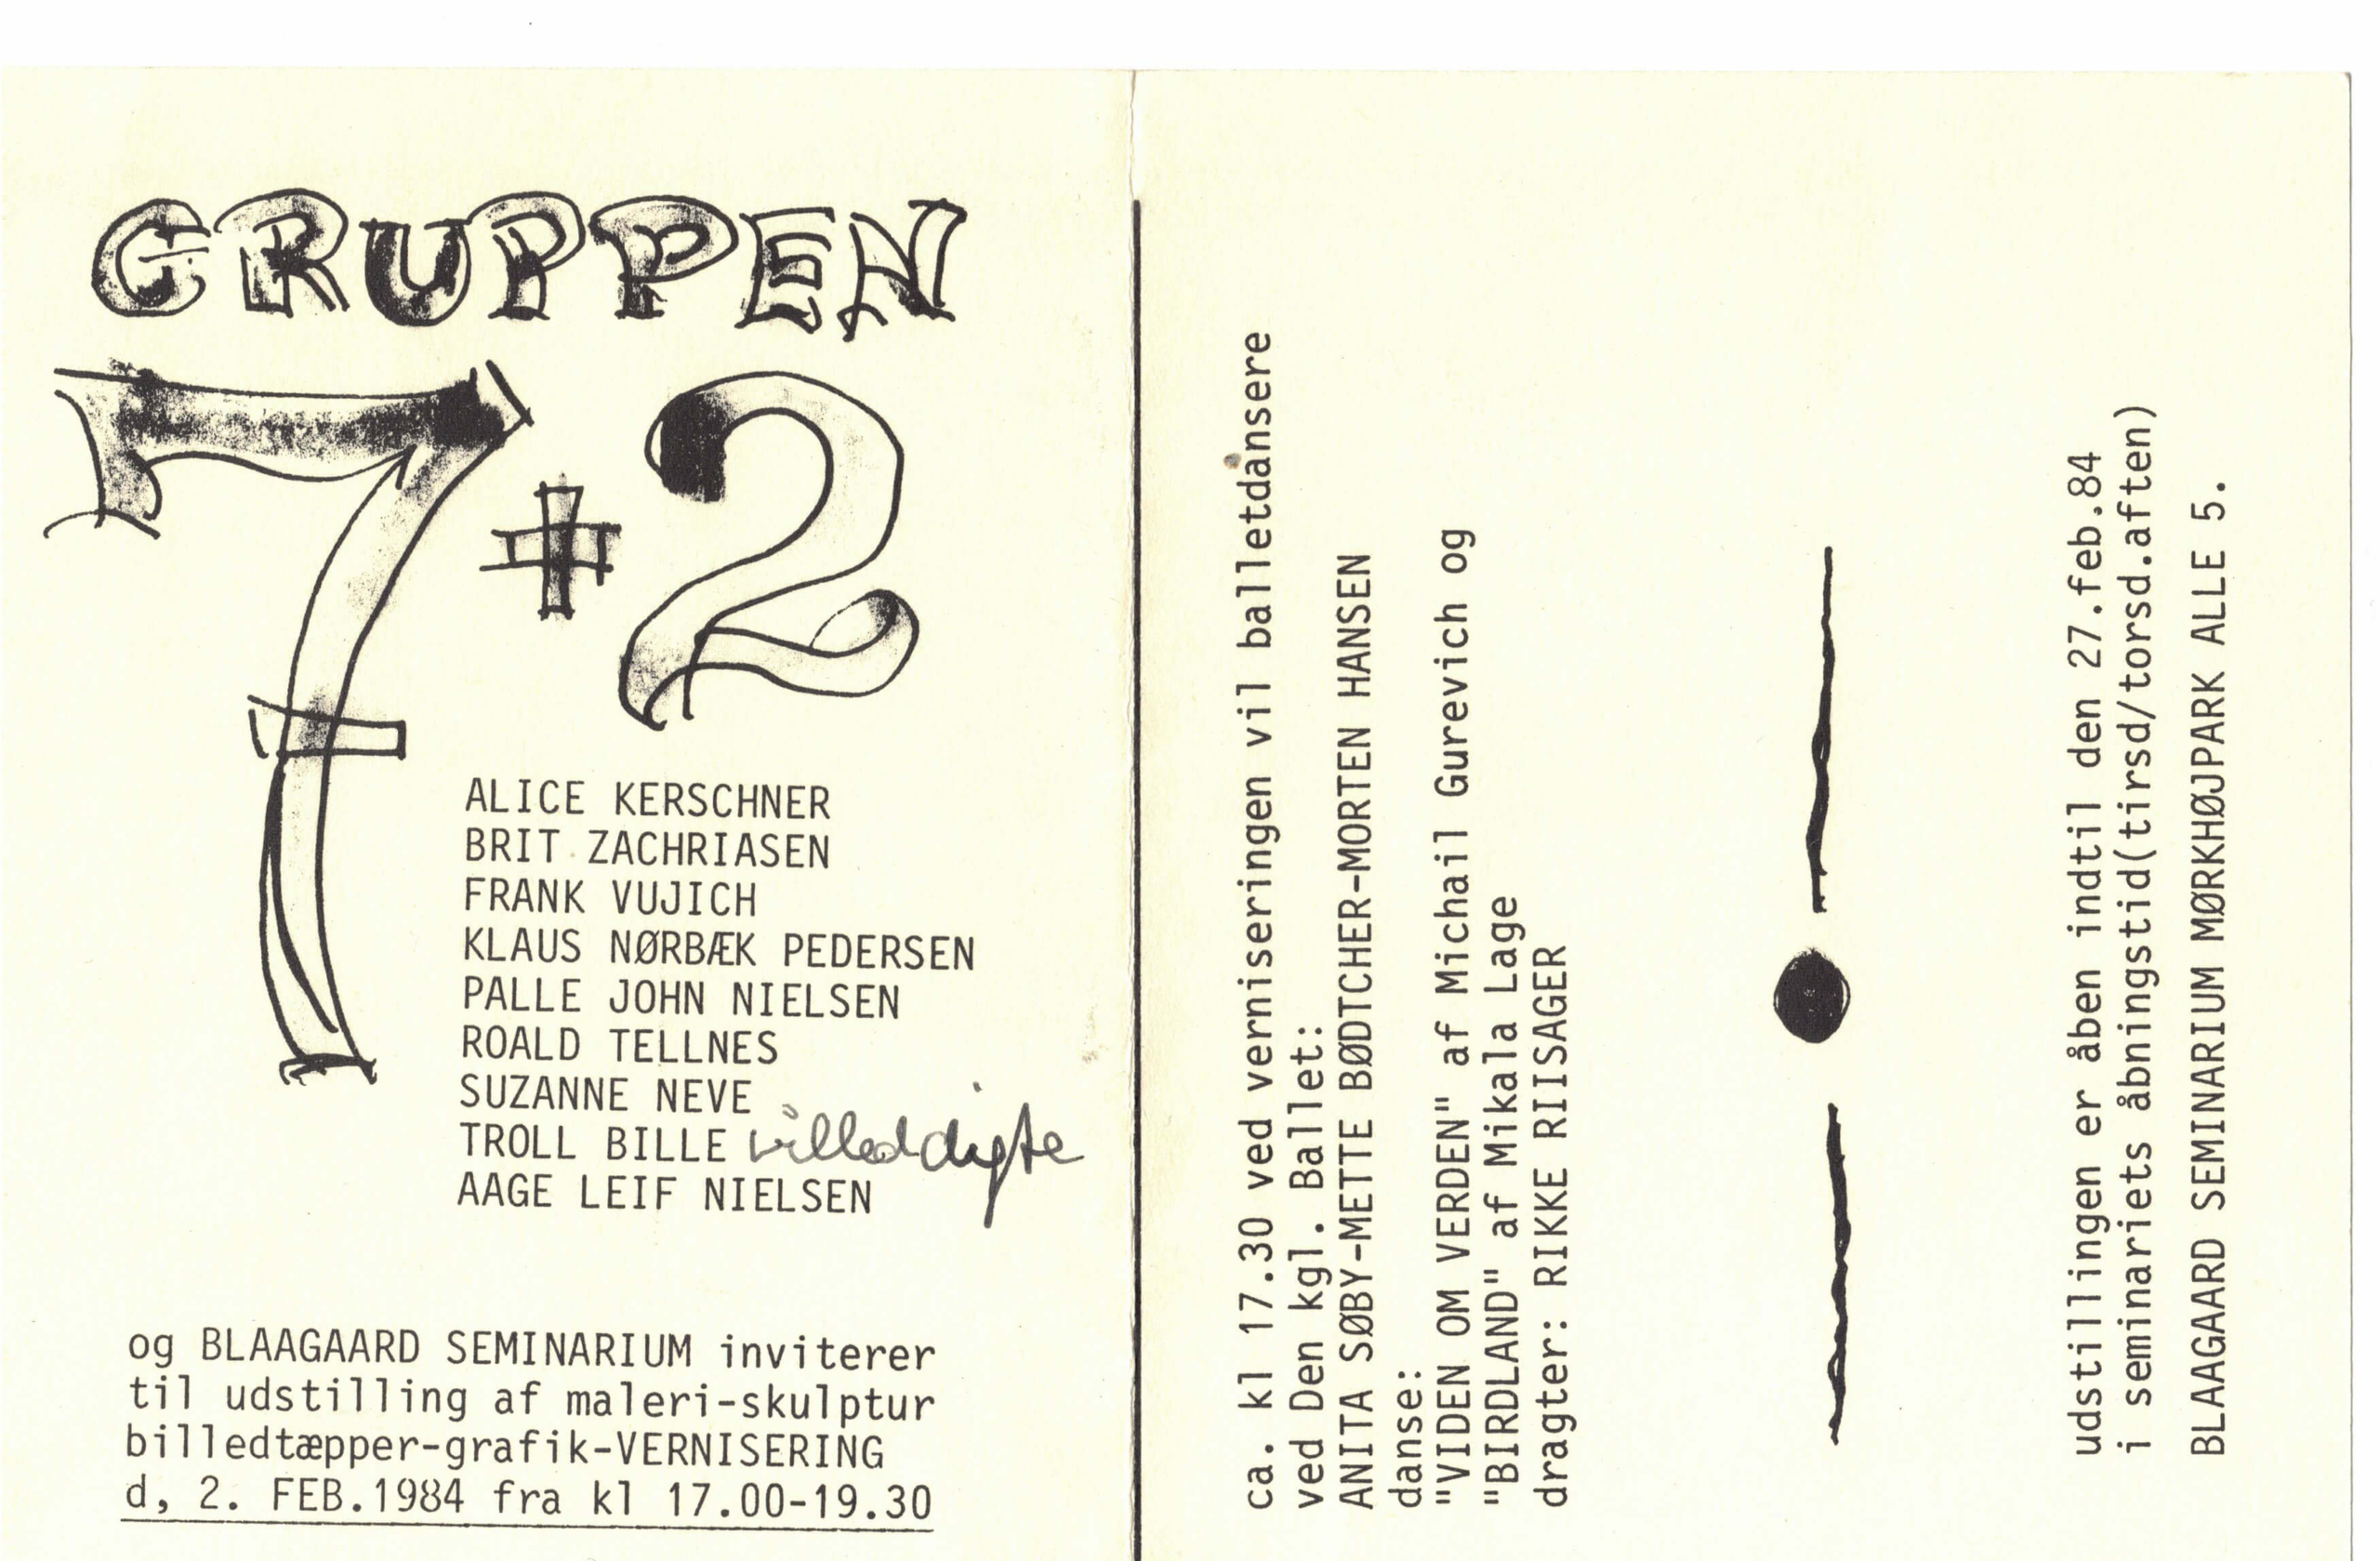 GRUPPEN
7+2
ALICE KERSCHNER
BRIT ZACHRIASEN
FRANK VUJICH
KLAUS NØRBÆK PEDERSEN
PALLE JOHN NIELSEN
ROALD TELLNES
SUZANNE NEVE
TROLL BILLE
AAGE LEIF NIELSEN
og BLAAGAARD SEMINARIUM inviterer
til udstilling af maleri-skulptur
billedtæpper-grafik-VERNISERING
d, 2. FEB.1984 fra kl 17.00-19.30
ca. kl 17.30 ved verniseringen vil balletdansere
ved Den kgl. Ballet:
ANITA SØBY-METTE BØDTCHER-MORTEN HANSEN
danse:
"VIDEN OM VERDEN" af Michail Gurevich og
"BIRDLAND" af Mikala Lage
dragter: RIKKE RIISAGER
udstillingen er åben indtil den 27.feb.84
i seminariets åbningstid(tirsd/torsd.aften)
BLAAGAARD SEMINARIUM MØRKHØJPARK ALLE 5.